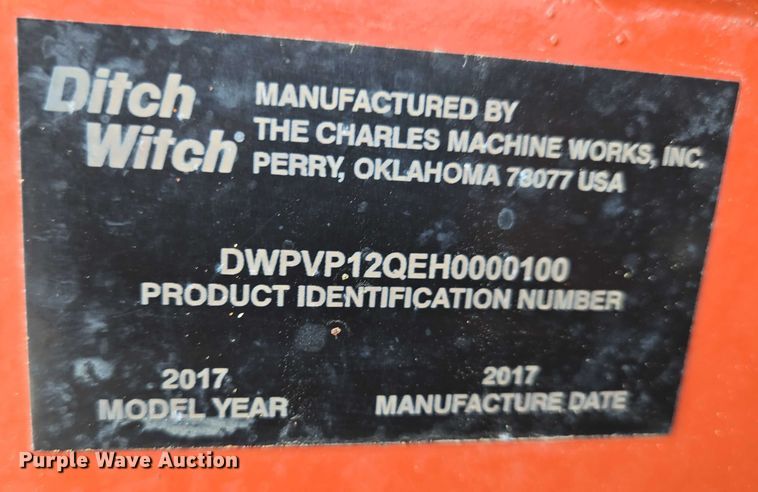 Ditch
Witch®
MANUFACTURED BY
THE CHARLES MACHINE WORKS, INC.
PERRY, OKLAHOMA 78077 USA
DWPVP12QEH0000100
PRODUCT IDENTIFICATION NUMBER
2017
MODEL YEAR
2017
MANUFACTURE DATE
Purple Wave Auction